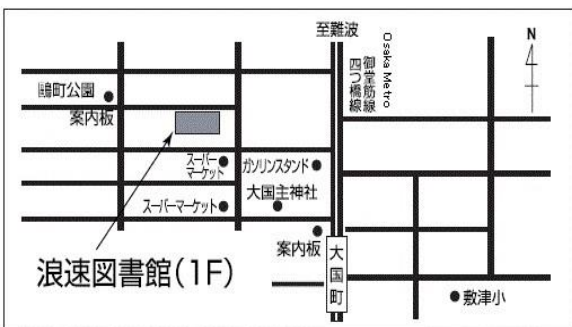 至難波
Osaka Metro
御堂筋線
四つ橋線
N
鴎町公園
案内板
スーパー
マーケット
ガソリンスタンド
大国主神社
スーパーマーケット
案内板
大国町
浪速図書館(1F)
敷津小